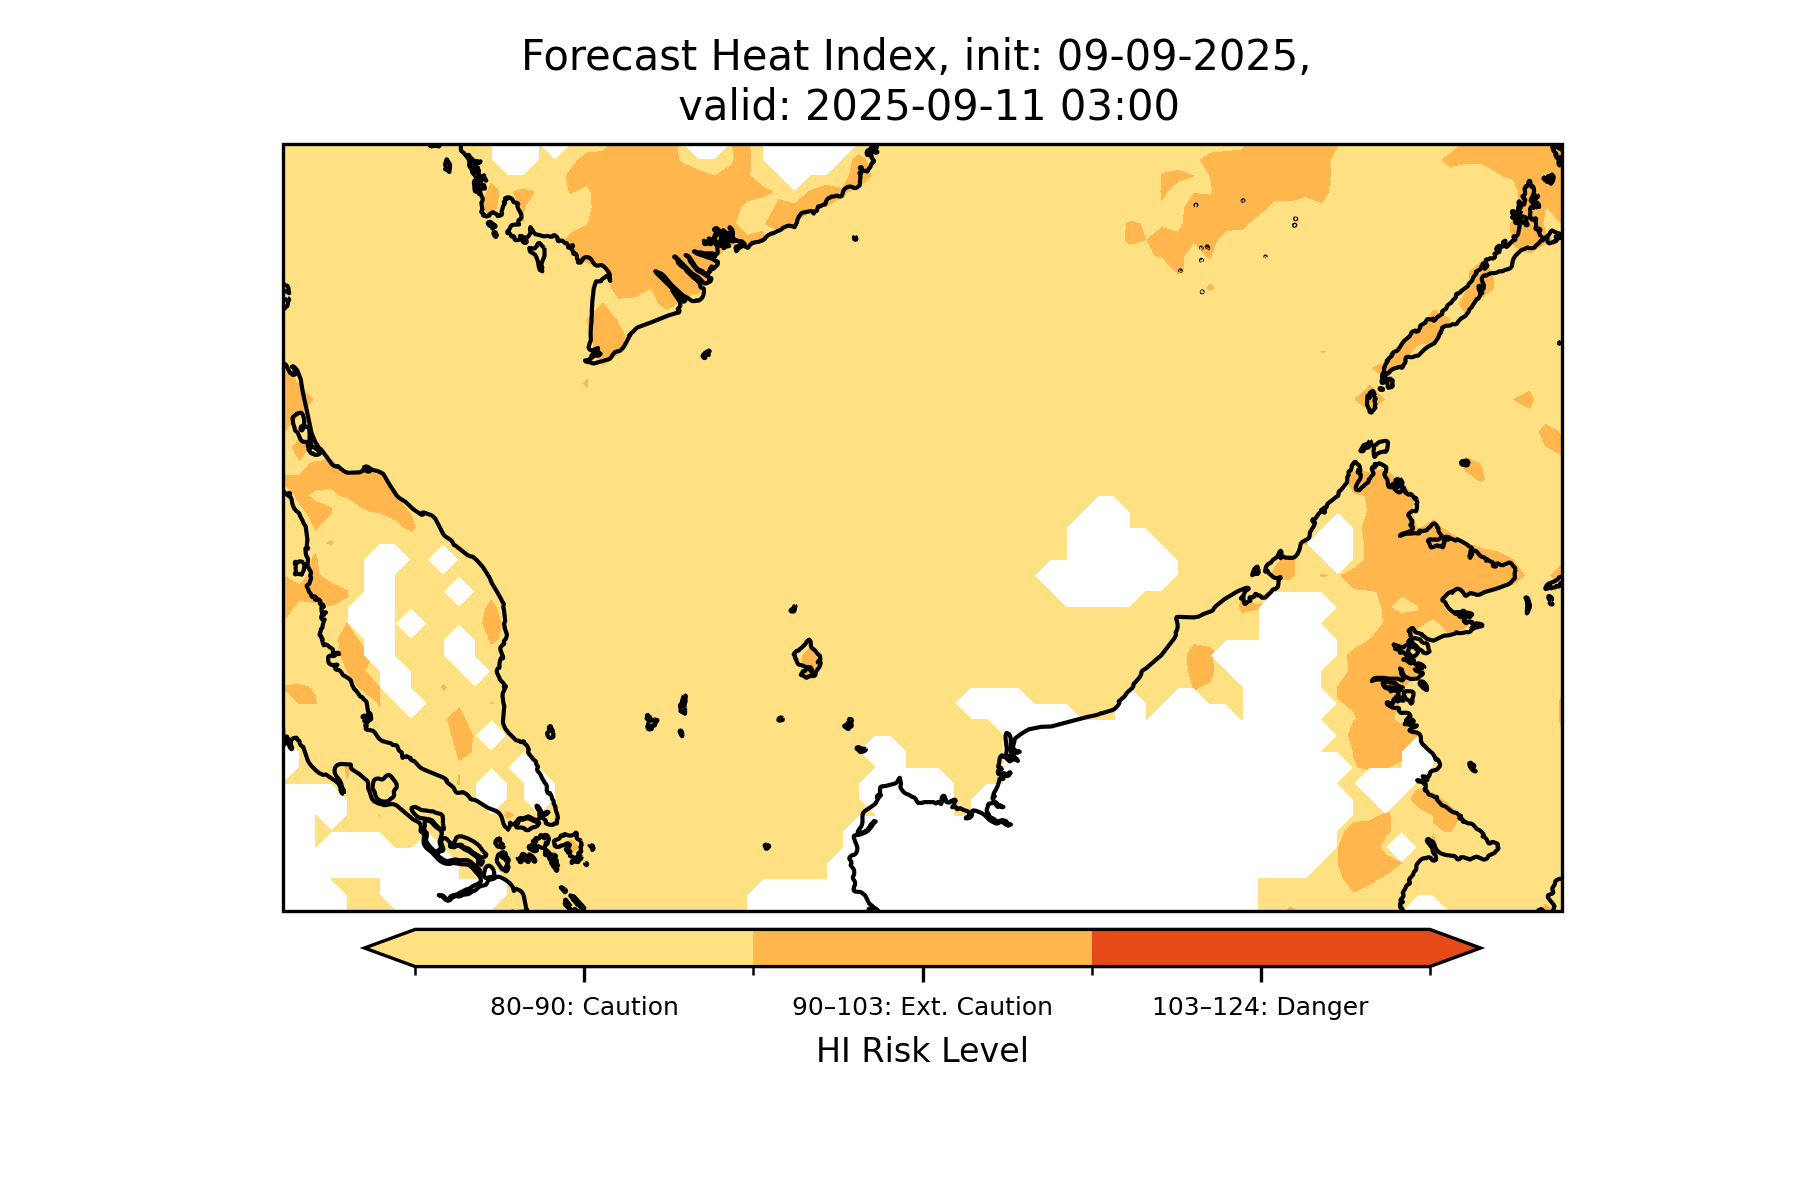 Forecast Heat Index, init: 09-09-2025,
valid: 2025-09-11 03:00
80–90: Caution
90–103: Ext. Caution
103–124: Danger
HI Risk Level